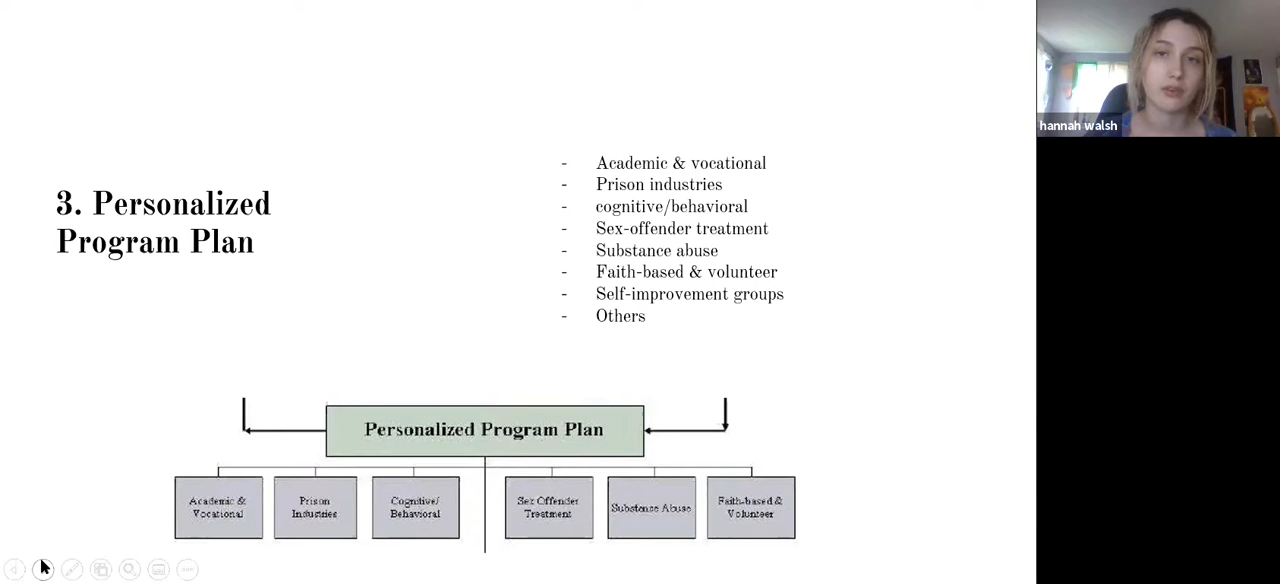 3. Personalized
Program Plan
- Academic & vocational
- Prison industries
- cognitive/behavioral
- Sex-offender treatment
- Substance abuse
- Faith-based & volunteer
- Self-improvement groups
- Others
Personalized Program Plan
Academic &
Vocational
Prison
Industries
Cognitive/
Behavioral
Sex Offender
Treatment
Substance Abuse
Faith-based &
Volunteer
hannah walsh